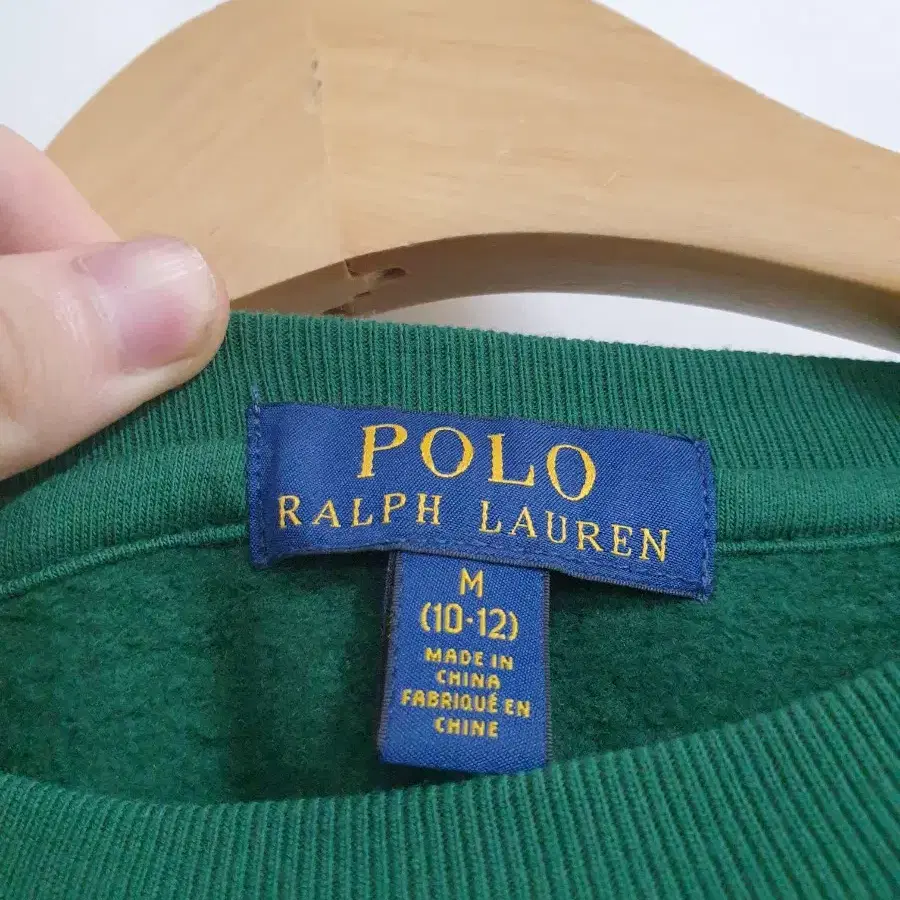 POLO
RALPH LAUREN
M
(10-12)
MADE IN
CHINA
FABRIQUÉ EN
CHINE